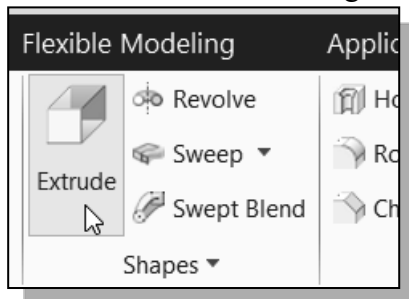 Flexible Modeling
Revolve
Sweep
Extrude
Swept Blend
Shapes